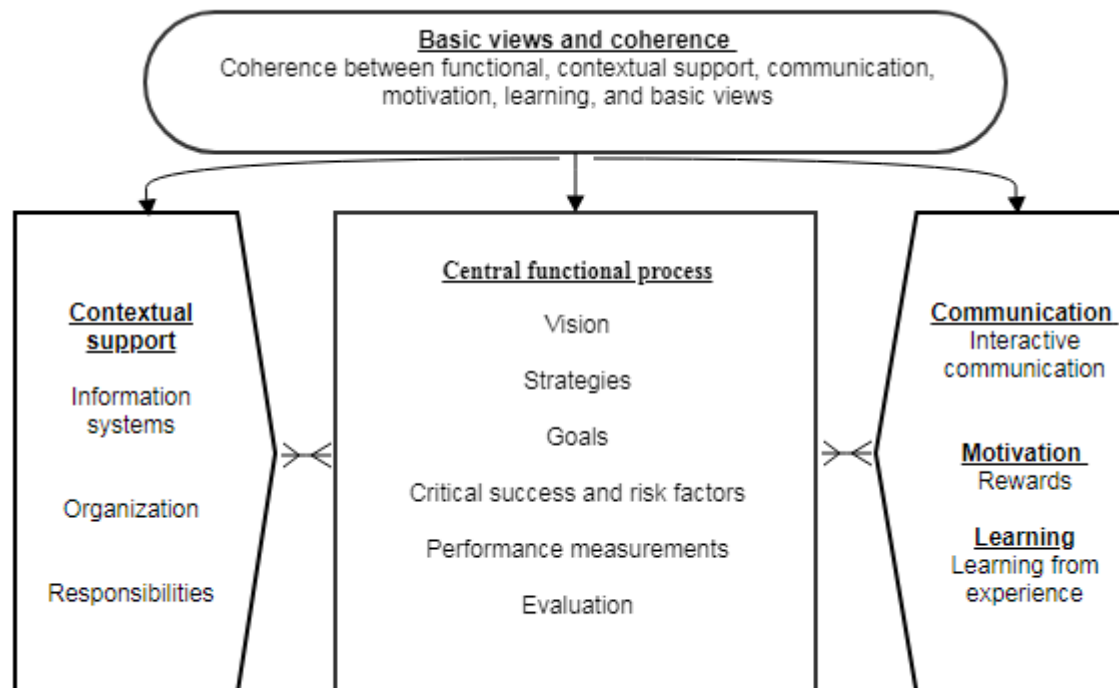 Basic views and coherence
Coherence between functional, contextual support, communication,
motivation, learning, and basic views
Contextual
support
Information
systems
Organization
Responsibilities
Central functional process
Vision
Strategies
Goals
Critical success and risk factors
Performance measurements
Evaluation
Communication
Interactive
communication
Motivation
Rewards
Learning
Learning from
experience